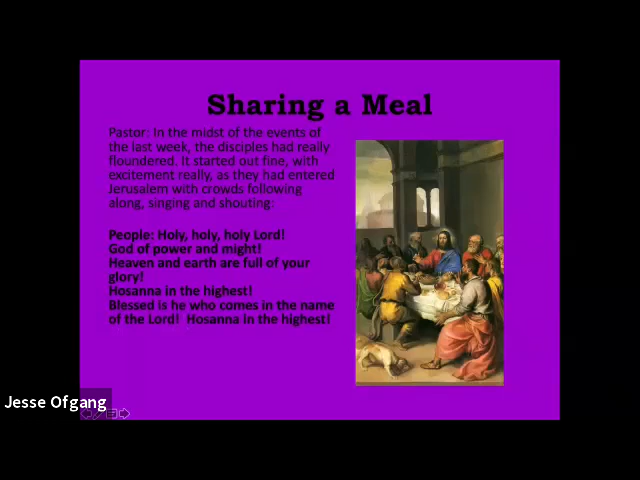 Sharing a Meal
Pastor: In the midst of the events of
the last week, the disciples had really
floundered. It started out fine, with
excitement really, as they had entered
Jerusalem with crowds following
along, singing and shouting:
People: Holy, holy, holy Lord!
God of power and might!
Heaven and earth are full of your
glory!
Hosanna in the highest!
Blessed is he who comes in the name
of the Lord! Hosanna in the highest!
Jesse Ofgang